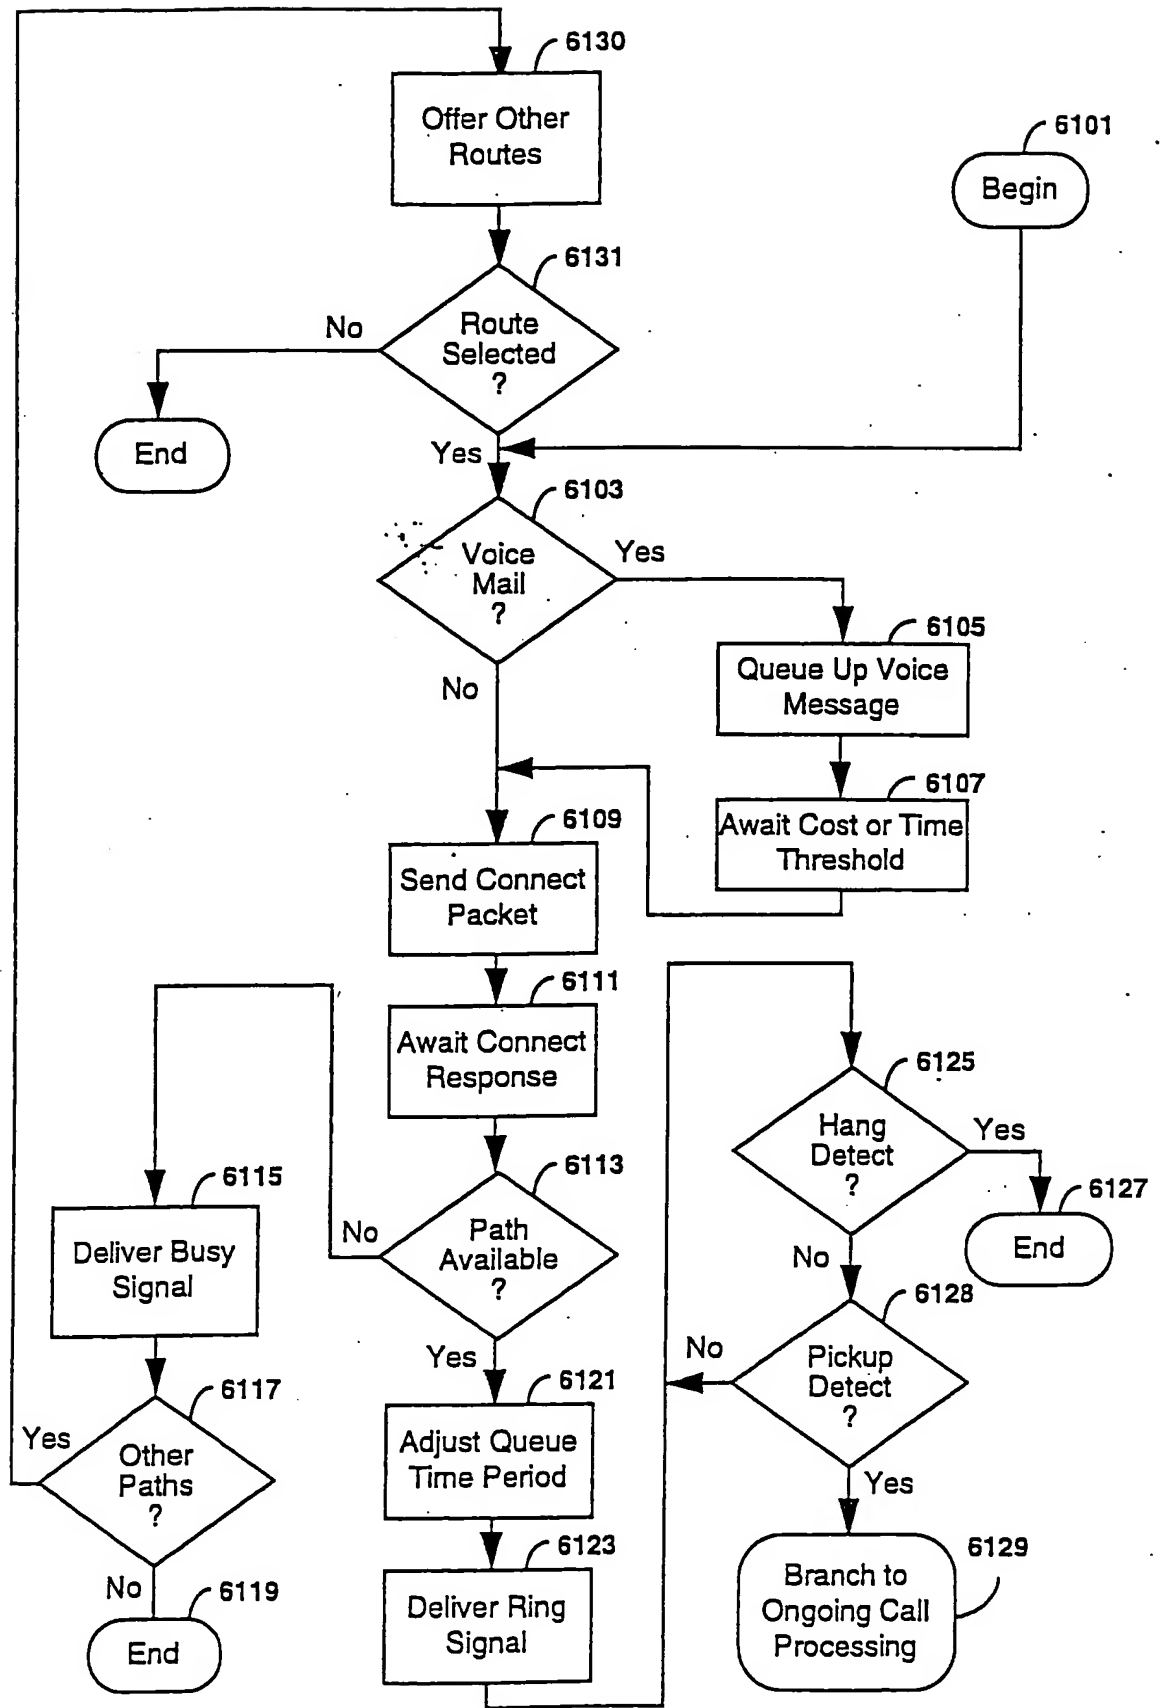 6130
Offer Other
Routes
6101
Begin
6131
Route
Selected
?
No
End
Yes
6103
Voice
Mail
?
Yes
No
6105
Queue Up Voice
Message
6107
Await Cost or Time
Threshold
6109
Send Connect
Packet
6111
Await Connect
Response
6113
Path
Available
?
No
Yes
6115
Deliver Busy
Signal
6117
Other
Paths
?
Yes
No
6119
End
6121
Adjust Queue
Time Period
6123
Deliver Ring
Signal
6125
Hang
Detect
?
Yes
6127
End
No
6128
Pickup
Detect
?
No
Yes
6129
Branch to
Ongoing Call
Processing